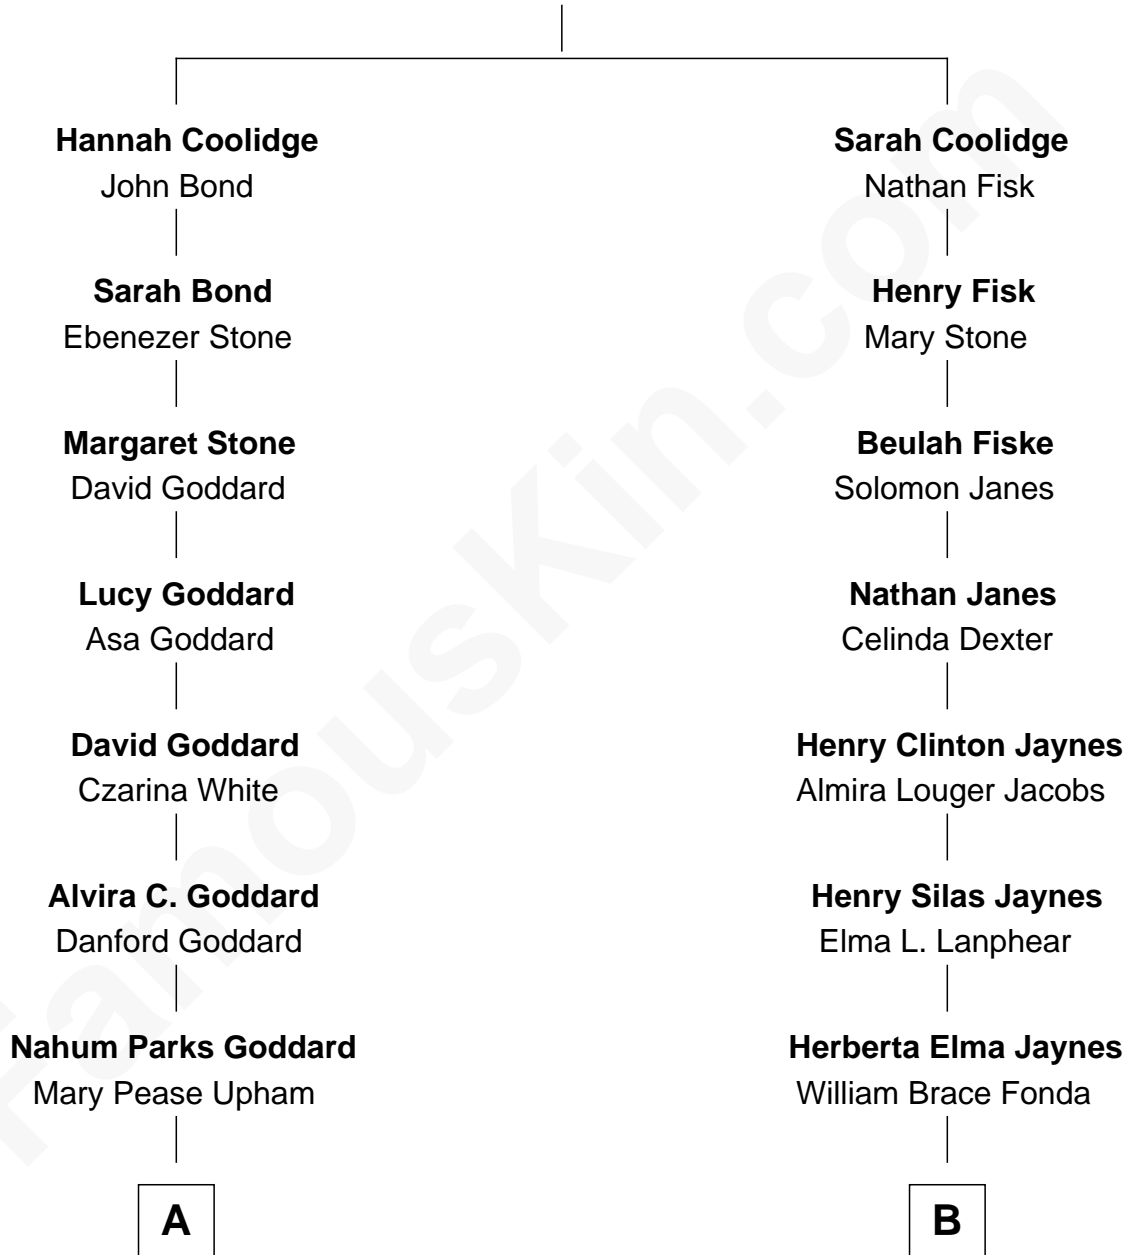 Hannah Coolidge
John Bond
Sarah Bond
Ebenezer Stone
Margaret Stone
David Goddard
Lucy Goddard
Asa Goddard
David Goddard
Czarina White
Alvira C. Goddard
Danford Goddard
Nahum Parks Goddard
Mary Pease Upham
A
Sarah Coolidge
Nathan Fisk
Henry Fisk
Mary Stone
Beulah Fiske
Solomon Janes
Nathan Janes
Celinda Dexter
Henry Clinton Jaynes
Almira Louger Jacobs
Henry Silas Jaynes
Elma L. Lanphear
Herberta Elma Jaynes
William Brace Fonda
B
FamousKin.com